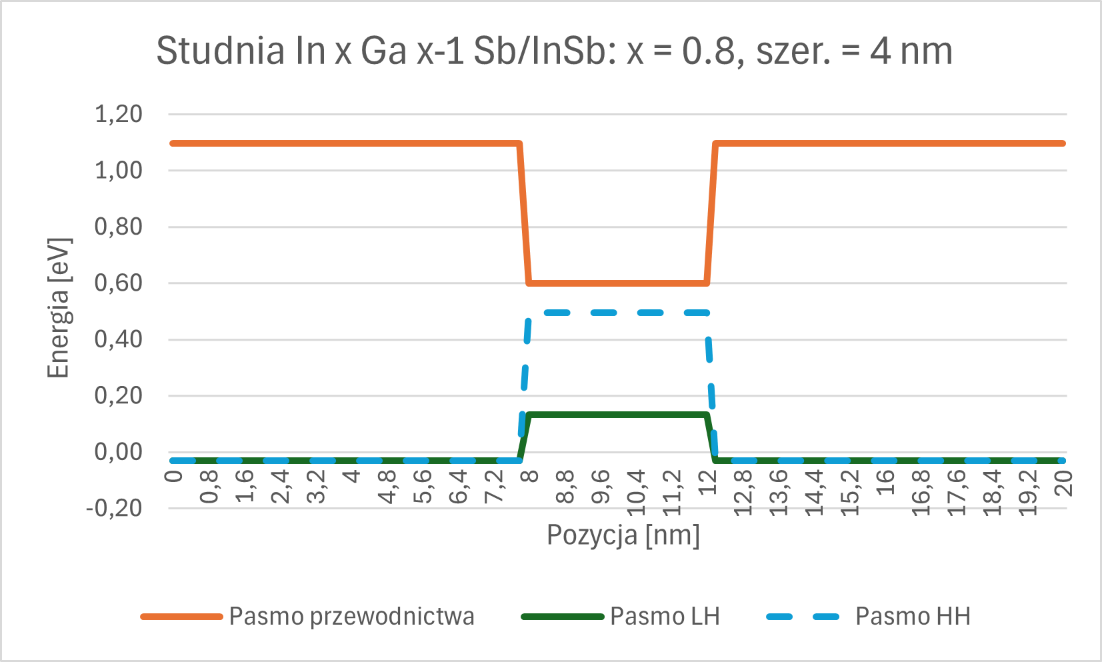 Studnia In x Ga x-1 Sb/InSb: x = 0.8, szer. = 4 nm
Energia [eV]
1,20
1,00
0,80
0,60
0,40
0,20
0,00
-0,20
0 0,8 1,6 2,4 3,2 4 4,8 5,6 6,4 7,2 8 8,8 9,6 10,4 11,2 12 12,8 13,6 14,4 15,2 16 16,8 17,6 18,4 19,2 20
Pozycja [nm]
Pasmo przewodnictwa Pasmo LH Pasmo HH